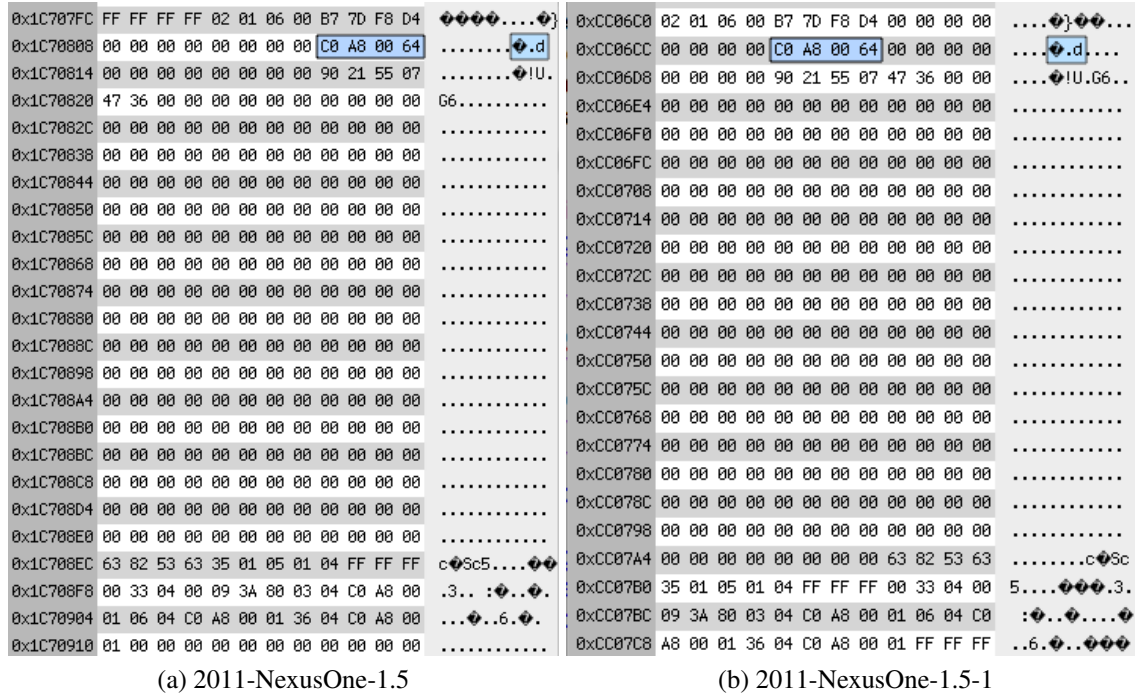 0x1C707FC FF FF FF FF 02 01 06 00 B7 7D F8 D4 ����....�}
0x1C70808 00 00 00 00 00 00 00 00 C0 A8 00 64 ........�.d
0x1C70814 00 00 00 00 00 00 00 00 90 21 55 07 ........�!U.
0x1C70820 47 36 00 00 00 00 00 00 00 00 00 00 G6..........
0x1C7082C 00 00 00 00 00 00 00 00 00 00 00 00 ............
0x1C70838 00 00 00 00 00 00 00 00 00 00 00 00 ............
0x1C70844 00 00 00 00 00 00 00 00 00 00 00 00 ............
0x1C70850 00 00 00 00 00 00 00 00 00 00 00 00 ............
0x1C7085C 00 00 00 00 00 00 00 00 00 00 00 00 ............
0x1C70868 00 00 00 00 00 00 00 00 00 00 00 00 ............
0x1C70874 00 00 00 00 00 00 00 00 00 00 00 00 ............
0x1C70880 00 00 00 00 00 00 00 00 00 00 00 00 ............
0x1C7088C 00 00 00 00 00 00 00 00 00 00 00 00 ............
0x1C70898 00 00 00 00 00 00 00 00 00 00 00 00 ............
0x1C708A4 00 00 00 00 00 00 00 00 00 00 00 00 ............
0x1C708B0 00 00 00 00 00 00 00 00 00 00 00 00 ............
0x1C708BC 00 00 00 00 00 00 00 00 00 00 00 00 ............
0x1C708C8 00 00 00 00 00 00 00 00 00 00 00 00 ............
0x1C708D4 00 00 00 00 00 00 00 00 00 00 00 00 ............
0x1C708E0 00 00 00 00 00 00 00 00 00 00 00 00 ............
0x1C708EC 63 82 53 63 35 01 05 01 04 FF FF FF c�Sc5....��
0x1C708F8 00 33 04 00 09 3A 80 03 04 C0 A8 00 .3.. :�..�.
0x1C70904 01 06 04 C0 A8 00 01 36 04 C0 A8 00 ...�..6.�.
0x1C70910 01 00 00 00 00 00 00 00 00 00 00 00 ............
(a) 2011-NexusOne-1.5
0xCC06C0 02 01 06 00 B7 7D F8 D4 00 00 00 00 ....�}��...
0xCC06CC 00 00 00 00 C0 A8 00 64 00 00 00 00 ....�.d....
0xCC06D8 00 00 00 00 90 21 55 07 47 36 00 00 ....�!U.G6..
0xCC06E4 00 00 00 00 00 00 00 00 00 00 00 00 ............
0xCC06F0 00 00 00 00 00 00 00 00 00 00 00 00 ............
0xCC06FC 00 00 00 00 00 00 00 00 00 00 00 00 ............
0xCC0708 00 00 00 00 00 00 00 00 00 00 00 00 ............
0xCC0714 00 00 00 00 00 00 00 00 00 00 00 00 ............
0xCC0720 00 00 00 00 00 00 00 00 00 00 00 00 ............
0xCC072C 00 00 00 00 00 00 00 00 00 00 00 00 ............
0xCC0738 00 00 00 00 00 00 00 00 00 00 00 00 ............
0xCC0744 00 00 00 00 00 00 00 00 00 00 00 00 ............
0xCC0750 00 00 00 00 00 00 00 00 00 00 00 00 ............
0xCC075C 00 00 00 00 00 00 00 00 00 00 00 00 ............
0xCC0768 00 00 00 00 00 00 00 00 00 00 00 00 ............
0xCC0774 00 00 00 00 00 00 00 00 00 00 00 00 ............
0xCC0780 00 00 00 00 00 00 00 00 00 00 00 00 ............
0xCC078C 00 00 00 00 00 00 00 00 00 00 00 00 ............
0xCC0798 00 00 00 00 00 00 00 00 00 00 00 00 ............
0xCC07A4 00 00 00 00 00 00 00 00 63 82 53 63 ........c�Sc
0xCC07B0 35 01 05 01 04 FF FF FF 00 33 04 00 5....���.3.
0xCC07BC 09 3A 80 03 04 C0 A8 00 01 06 04 C0 :�..�....�
0xCC07C8 A8 00 01 36 04 C0 A8 00 01 FF FF FF ..6.�..���
(b) 2011-NexusOne-1.5-1